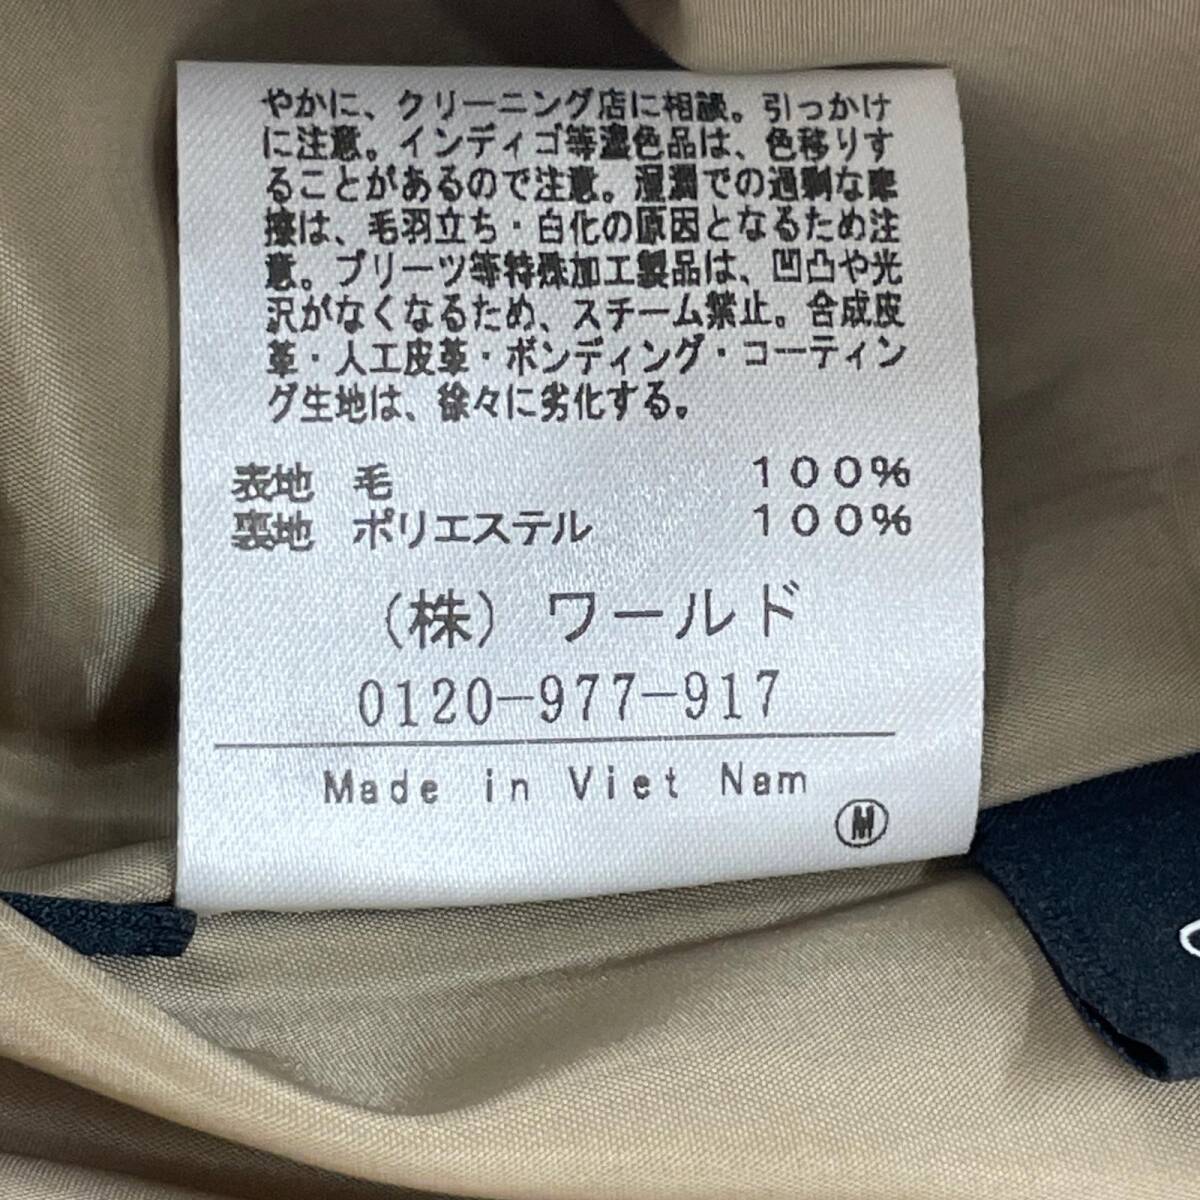 やかに、クリーニング店に相談。引っかけ
に注意。インディゴ等濃色品は、色移りす
ることがあるので注意。湿潤での過剰な摩
擦は、毛羽立ち・白化の原因となるため注
意。プリーツ等特殊加工製品は、凹凸や光
沢がなくなるため、スチーム禁止。合成皮
革・人工皮革・ボンディング・コーティン
グ生地は、徐々に劣化する。
表地 毛 100%
裏地 ポリエステル 100%
(株) ワールド
0120-977-917
Made in Viet Nam
Ⓜ